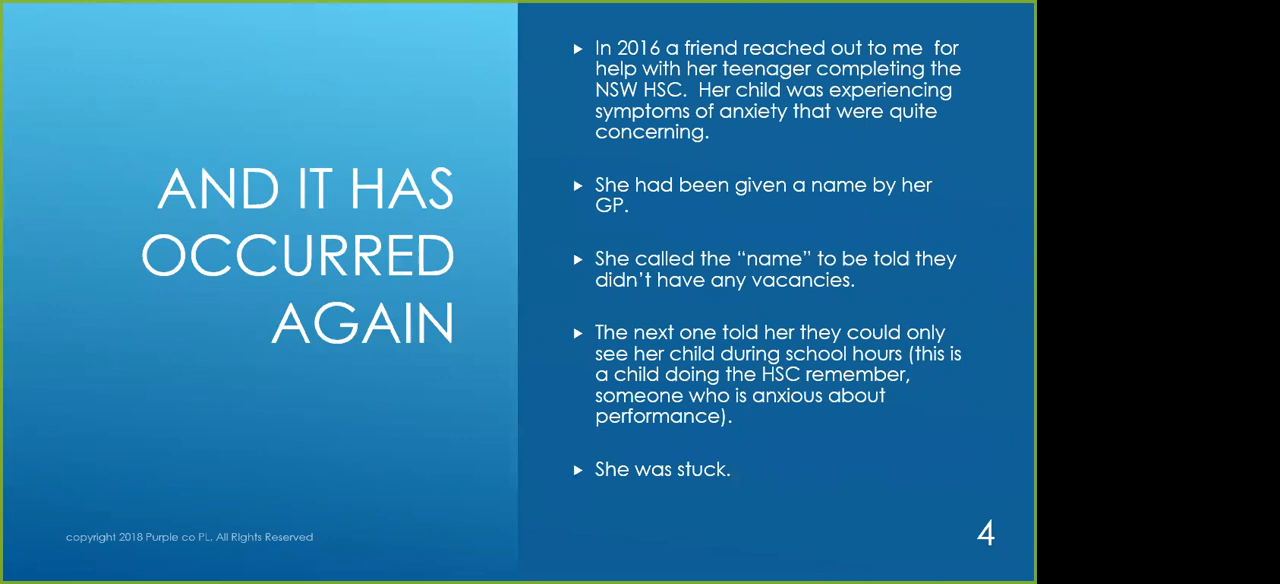 AND IT HAS
OCCURRED
AGAIN
▶ In 2016 a friend reached out to me  for
help with her teenager completing the
NSW HSC.  Her child was experiencing
symptoms of anxiety that were quite
concerning.
▶ She had been given a name by her
GP.
▶ She called the “name” to be told they
didn’t have any vacancies.
▶ The next one told her they could only
see her child during school hours (this is
a child doing the HSC remember,
someone who is anxious about
performance).
▶ She was stuck.
copyright 2018 Purple co PL, All Rights Reserved
4